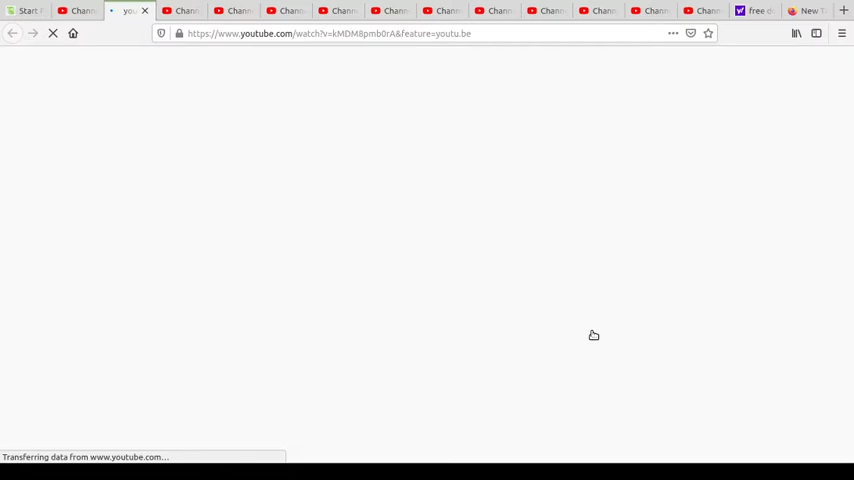 Start
Chann
you
Chann
Chann
Chann
Chann
Chann
Chann
Chann
Chann
Chann
Chann
Chann
free d
New T
https://www.youtube.com/watch?v=kMDM8pmb0rA&feature=youtu.be
Transferring data from www.youtube.com…